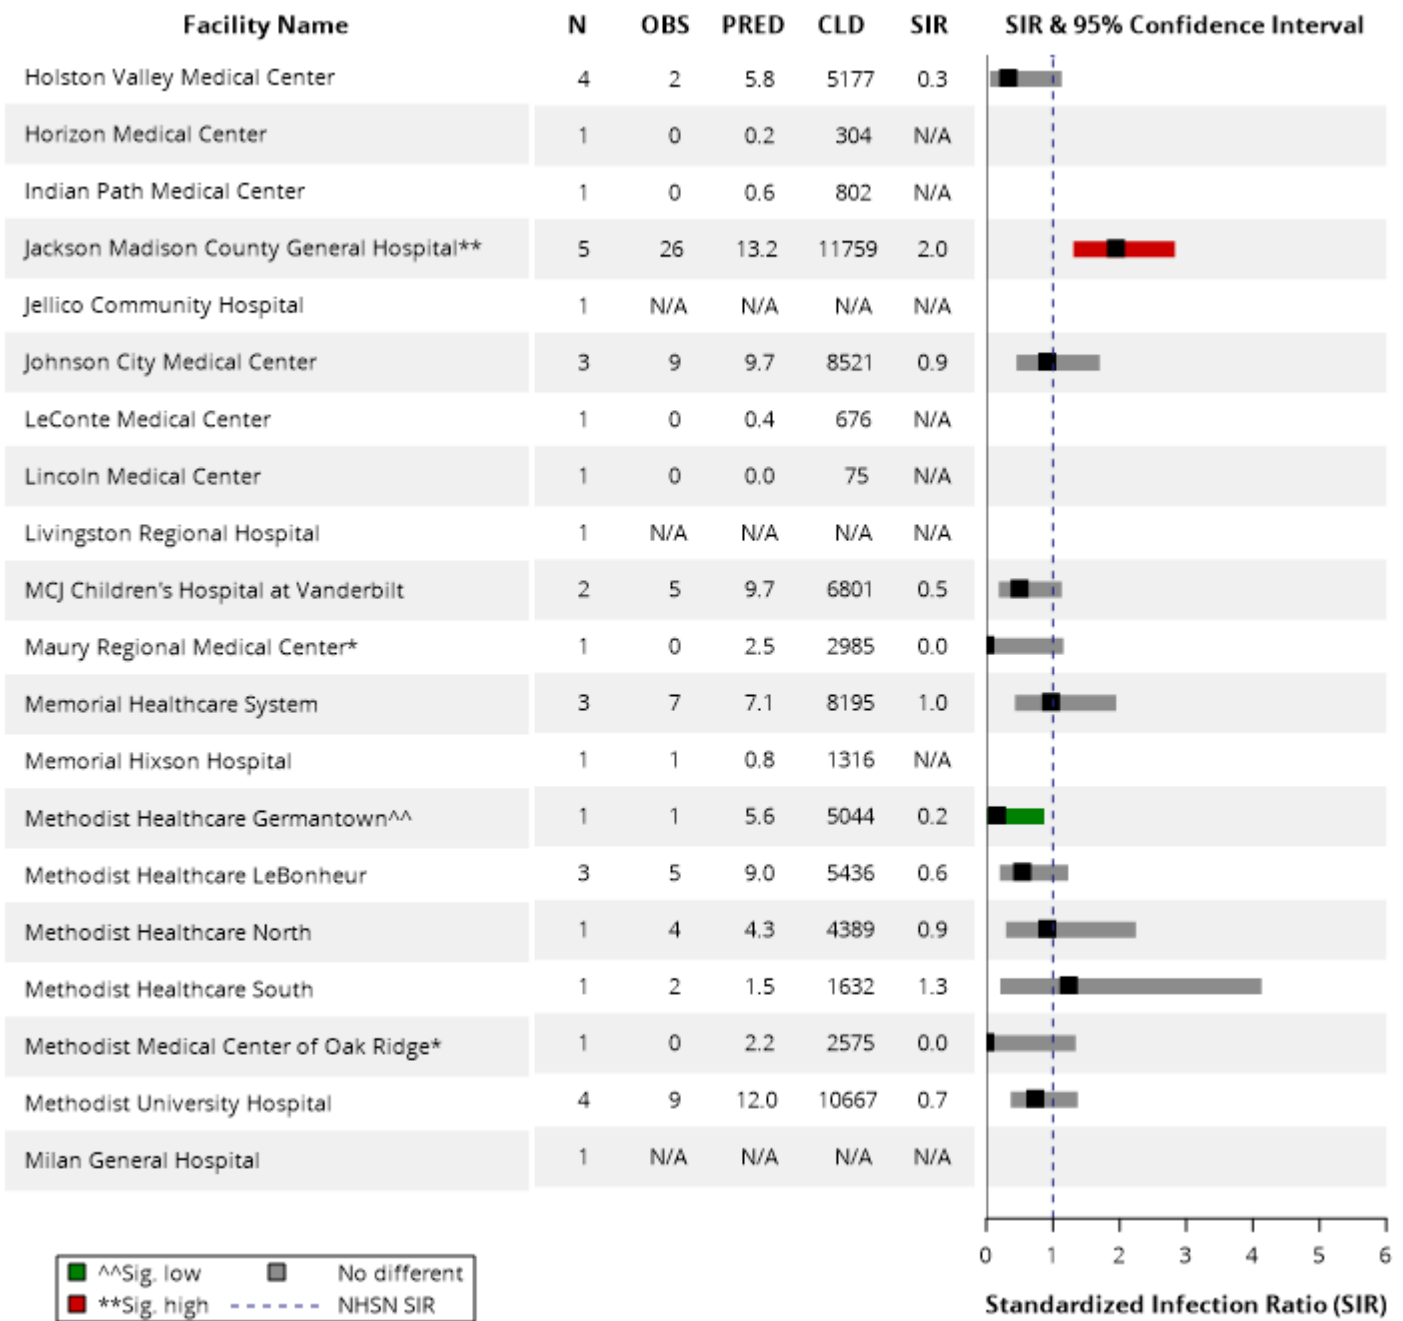 Facility Name N OBS PRED CLD SIR SIR & 95% Confidence Interval
Holston Valley Medical Center 4 2 5.8 5177 0.3
Horizon Medical Center 1 0 0.2 304 N/A
Indian Path Medical Center 1 0 0.6 802 N/A
Jackson Madison County General Hospital** 5 26 13.2 11759 2.0
Jellico Community Hospital 1 N/A N/A N/A N/A
Johnson City Medical Center 3 9 9.7 8521 0.9
LeConte Medical Center 1 0 0.4 676 N/A
Lincoln Medical Center 1 0 0.0 75 N/A
Livingston Regional Hospital 1 N/A N/A N/A N/A
MCJ Children's Hospital at Vanderbilt 2 5 9.7 6801 0.5
Maury Regional Medical Center* 1 0 2.5 2985 0.0
Memorial Healthcare System 3 7 7.1 8195 1.0
Memorial Hixson Hospital 1 1 0.8 1316 N/A
Methodist Healthcare Germantown^^ 1 1 5.6 5044 0.2
Methodist Healthcare LeBonheur 3 5 9.0 5436 0.6
Methodist Healthcare North 1 4 4.3 4389 0.9
Methodist Healthcare South 1 2 1.5 1632 1.3
Methodist Medical Center of Oak Ridge* 1 0 2.2 2575 0.0
Methodist University Hospital 4 9 12.0 10667 0.7
Milan General Hospital 1 N/A N/A N/A N/A
0 1 2 3 4 5 6
^^Sig. low No different
**Sig. high NHSN SIR
Standardized Infection Ratio (SIR)